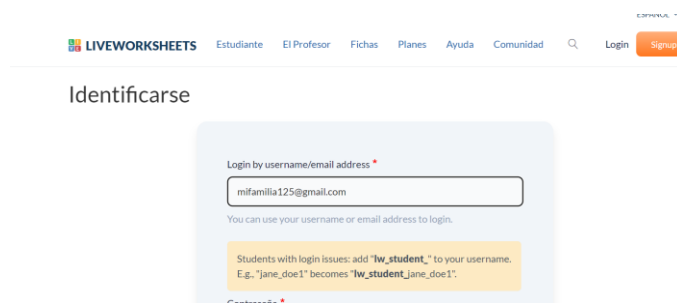 ESPAÑOL
LIVEWORKSHEETS Estudiante El Profesor Fichas Planes Ayuda Comunidad Login Signup
Identificarse
Login by username/email address *
mifamilia125@gmail.com
You can use your username or email address to login.
Students with login issues: add "lw_student_" to your username.
E.g., "jane_doe1" becomes "lw_student_jane_doe1".
Contraseña *